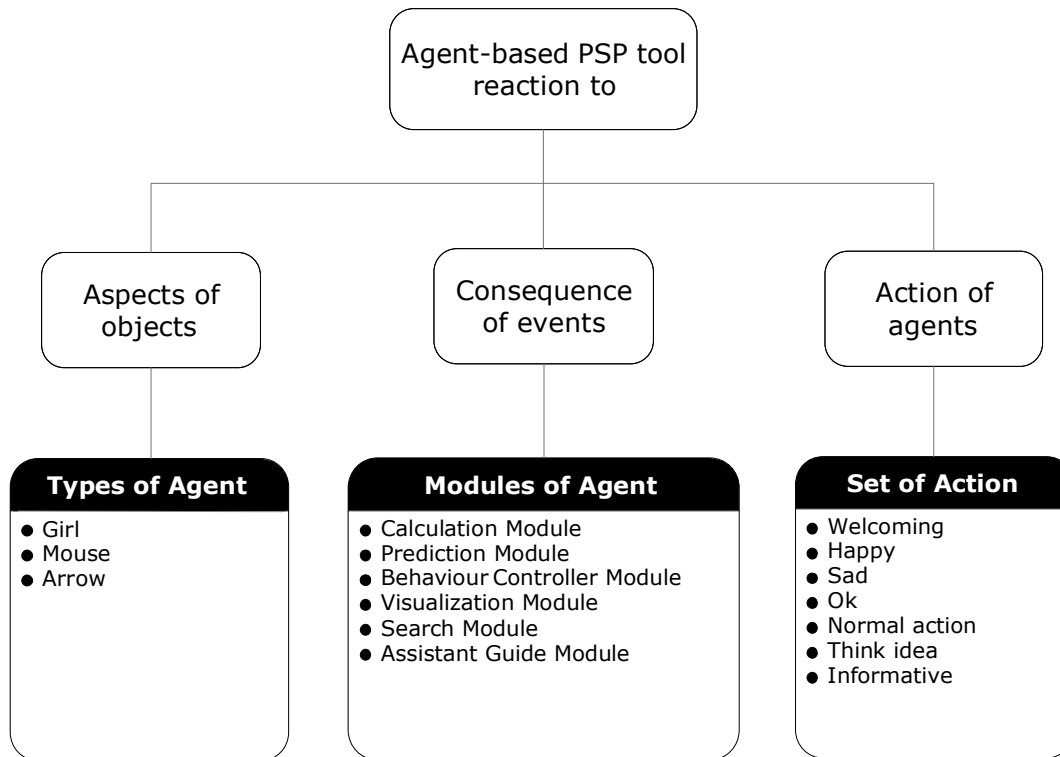 Agent-based PSP tool
reaction to
Aspects of
objects
Consequence
of events
Action of
agents
Types of Agent
● Girl
● Mouse
● Arrow
Modules of Agent
● Calculation Module
● Prediction Module
● Behaviour Controller Module
● Visualization Module
● Search Module
● Assistant Guide Module
Set of Action
● Welcoming
● Happy
● Sad
● Ok
● Normal action
● Think idea
● Informative